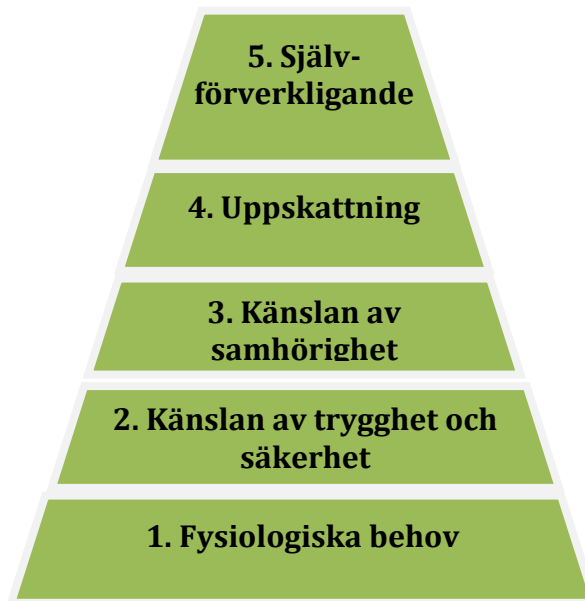 5. Själv-
förverkligande
4. Uppskattning
3. Känslan av
samhörighet
2. Känslan av trygghet och
säkerhet
1. Fysiologiska behov